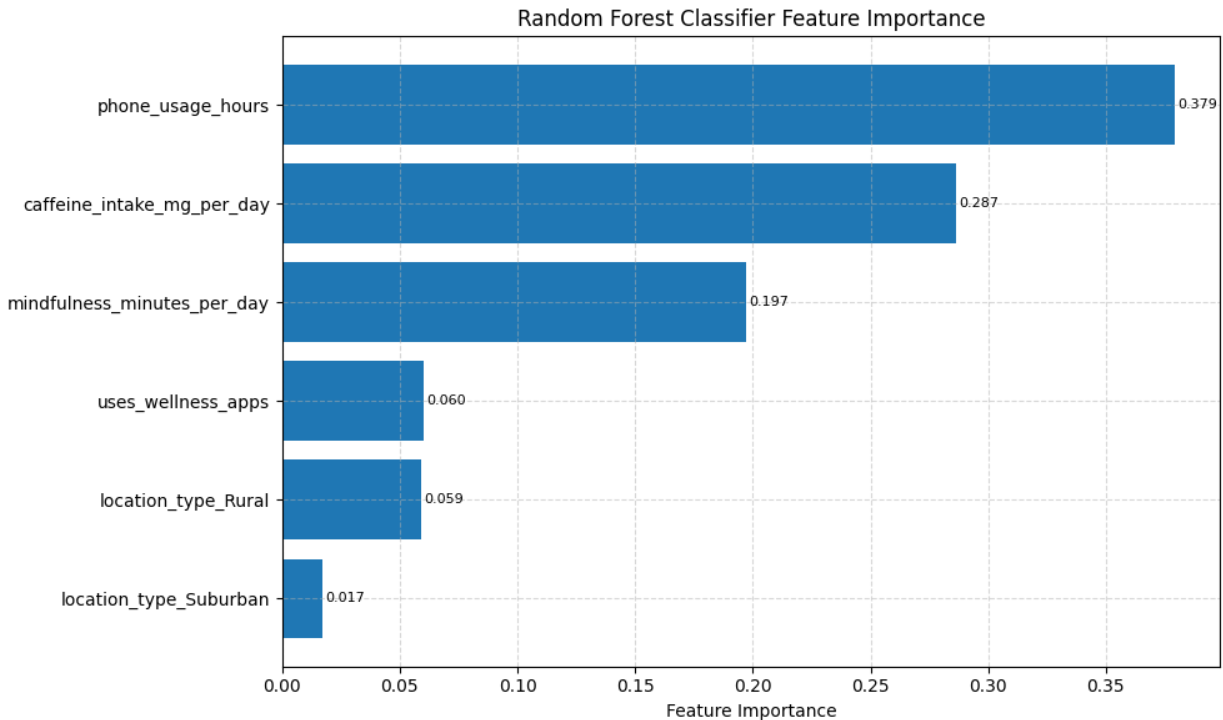 Random Forest Classifier Feature Importance
phone_usage_hours
0.379
caffeine_intake_mg_per_day
0.287
mindfulness_minutes_per_day
0.197
uses_wellness_apps
0.060
location_type_Rural
0.059
location_type_Suburban
0.017
0.00 0.05 0.10 0.15 0.20 0.25 0.30 0.35
Feature Importance